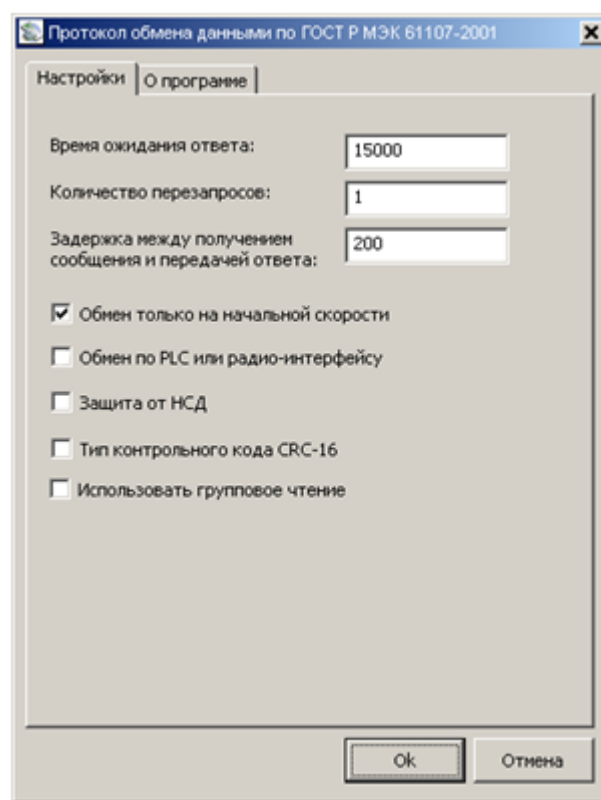 Протокол обмена данными по ГОСТ Р МЭК 61107-2001
Настройки
О программе
Время ожидания ответа:
15000
Количество перезапросов:
1
Задержка между получением
сообщения и передачей ответа:
200
Обмен только на начальной скорости
Обмен по PLC или радио-интерфейсу
Защита от НСД
Тип контрольного кода CRC-16
Использовать групповое чтение
Ok
Отмена